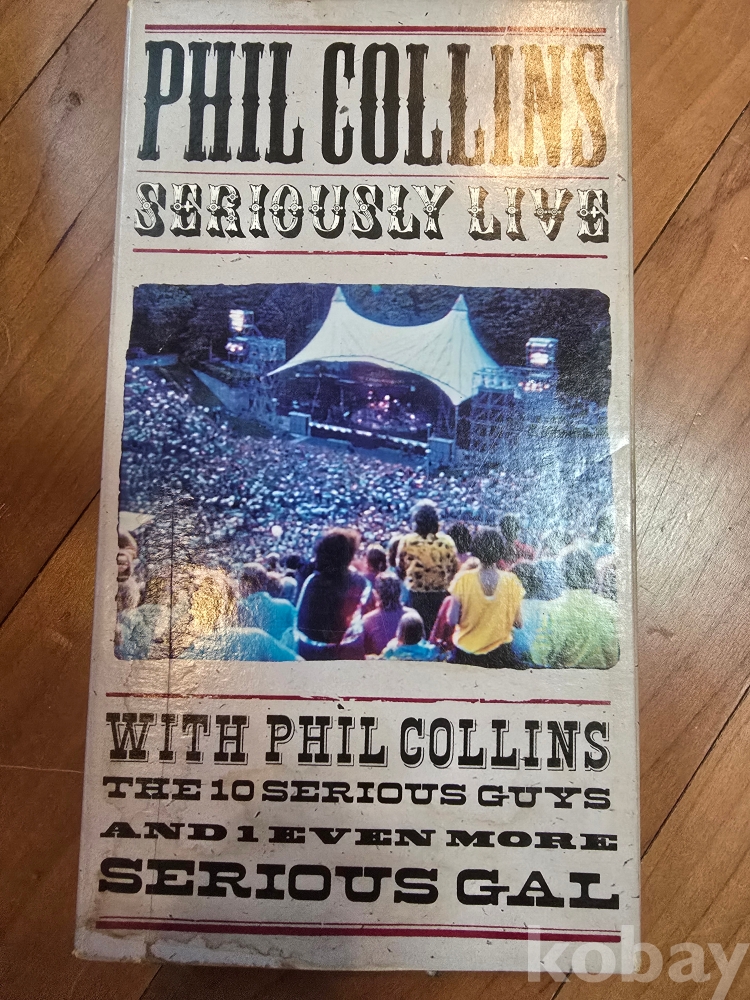 PHIL COLLINS
SERIOUSLY LIVE
WITH PHIL COLLINS
THE 10 SERIOUS GUYS
AND 1 EVEN MORE
SERIOUS GAL
kobay